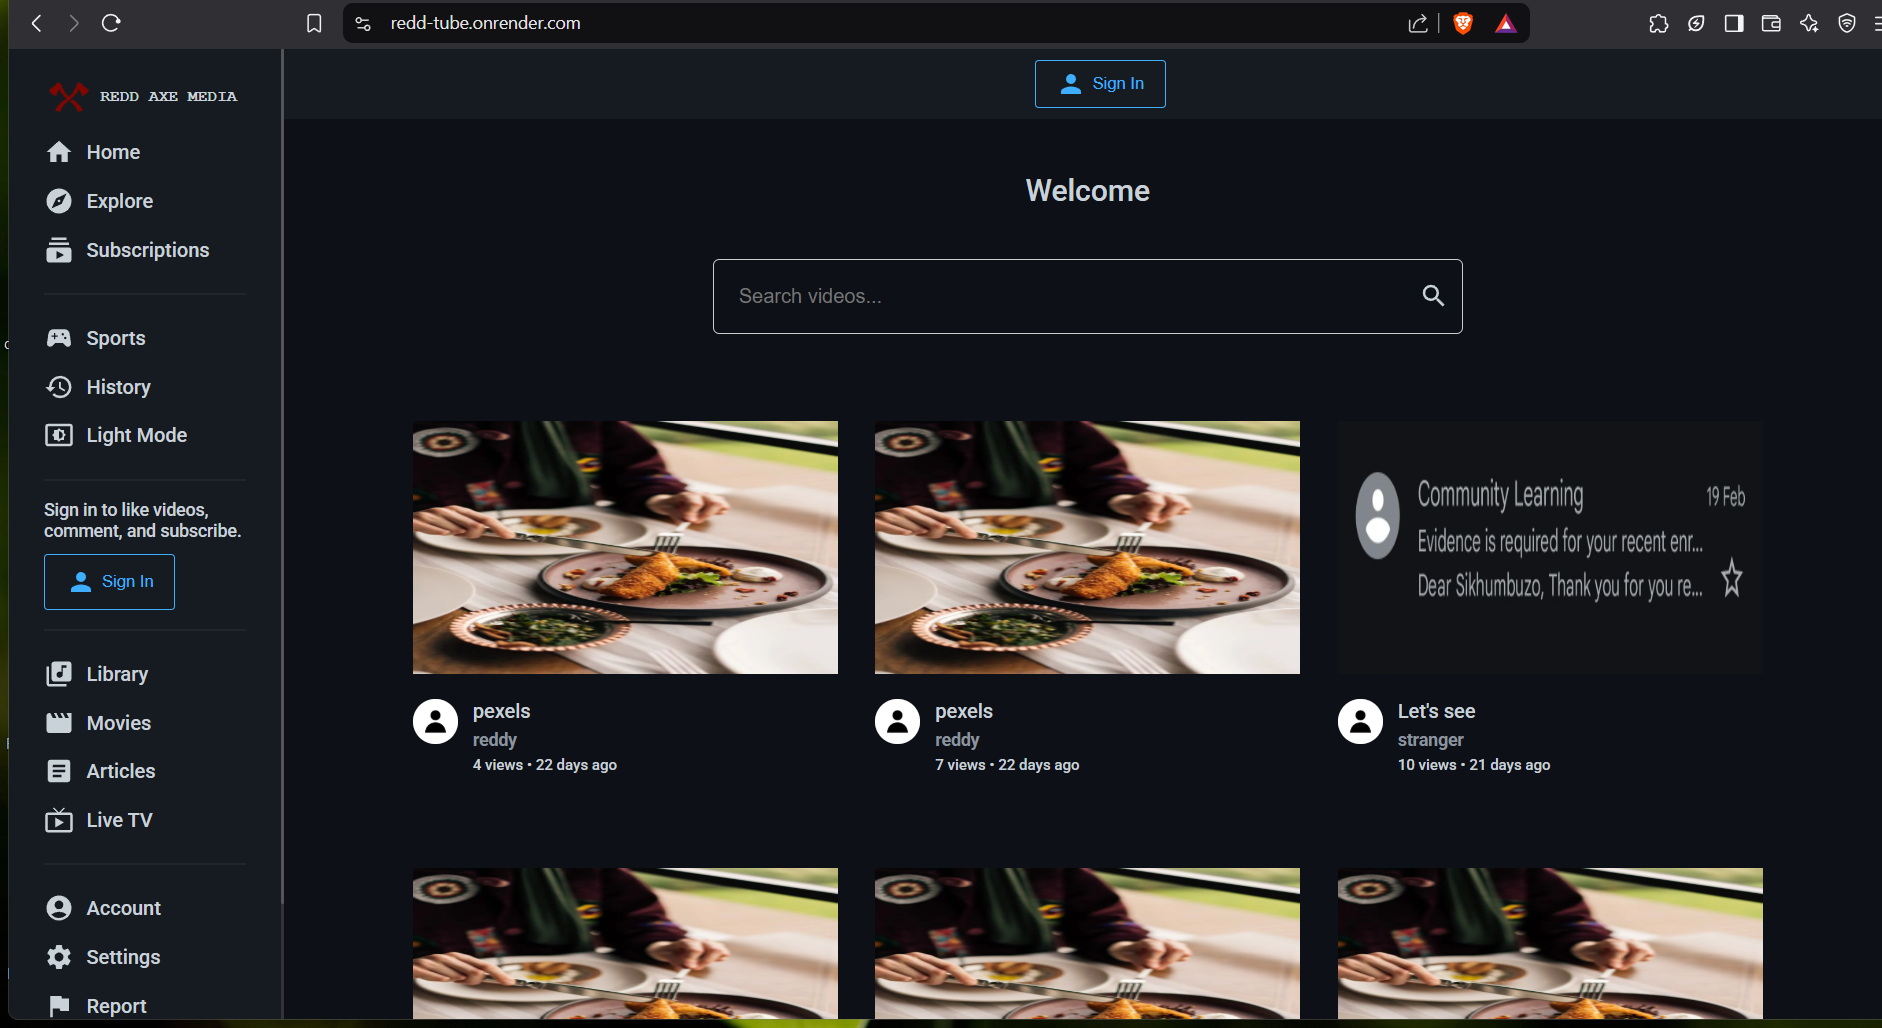 redd-tube.onrender.com
REDD AXE MEDIA
Home
Explore
Subscriptions
Sports
History
Light Mode
Sign in to like videos,
comment, and subscribe.
Sign In
Library
Movies
Articles
Live TV
Account
Settings
Report
Sign In
Welcome
Search videos...
Community Learning 19 Feb
Evidence is required for your recent enr...
Dear Sikhumbuzo, Thank you for you re...
pexels
reddy
4 views • 22 days ago
pexels
reddy
7 views • 22 days ago
Let's see
stranger
10 views • 21 days ago